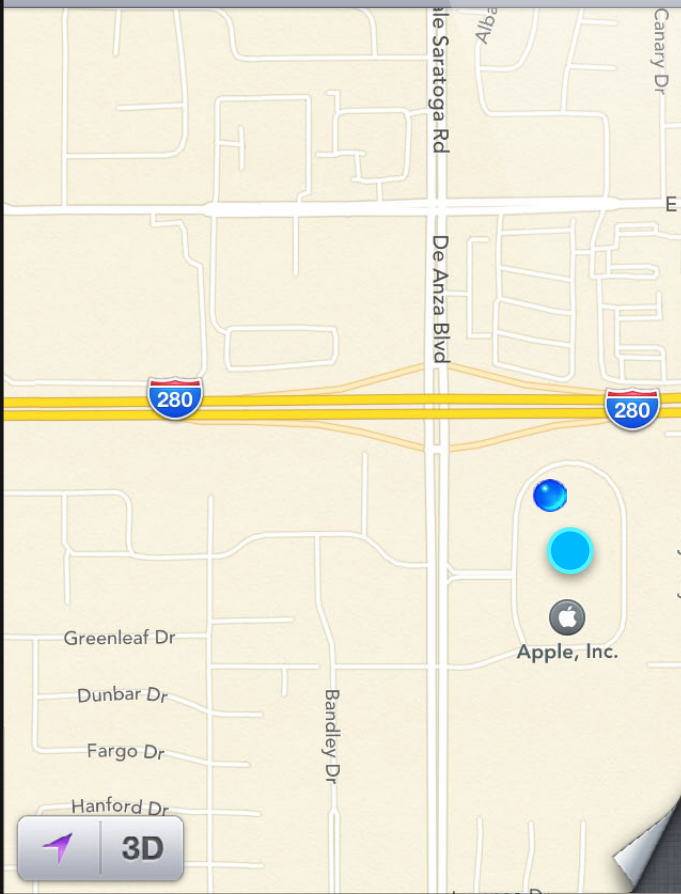 Canary Dr
Saratoga Rd
E
De Anza Blvd
280
280
Apple, Inc.
Greenleaf Dr
Dunbar Dr
Bandley Dr
Fargo Dr
Hanford Dr
3D